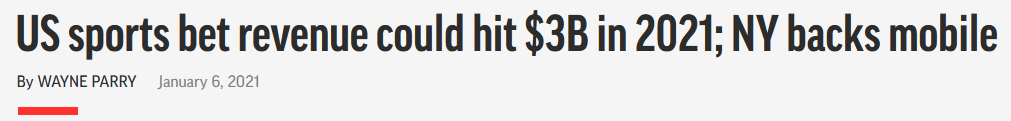 US sports bet revenue could hit $3B in 2021; NY backs mobile
By WAYNE PARRY January 6, 2021